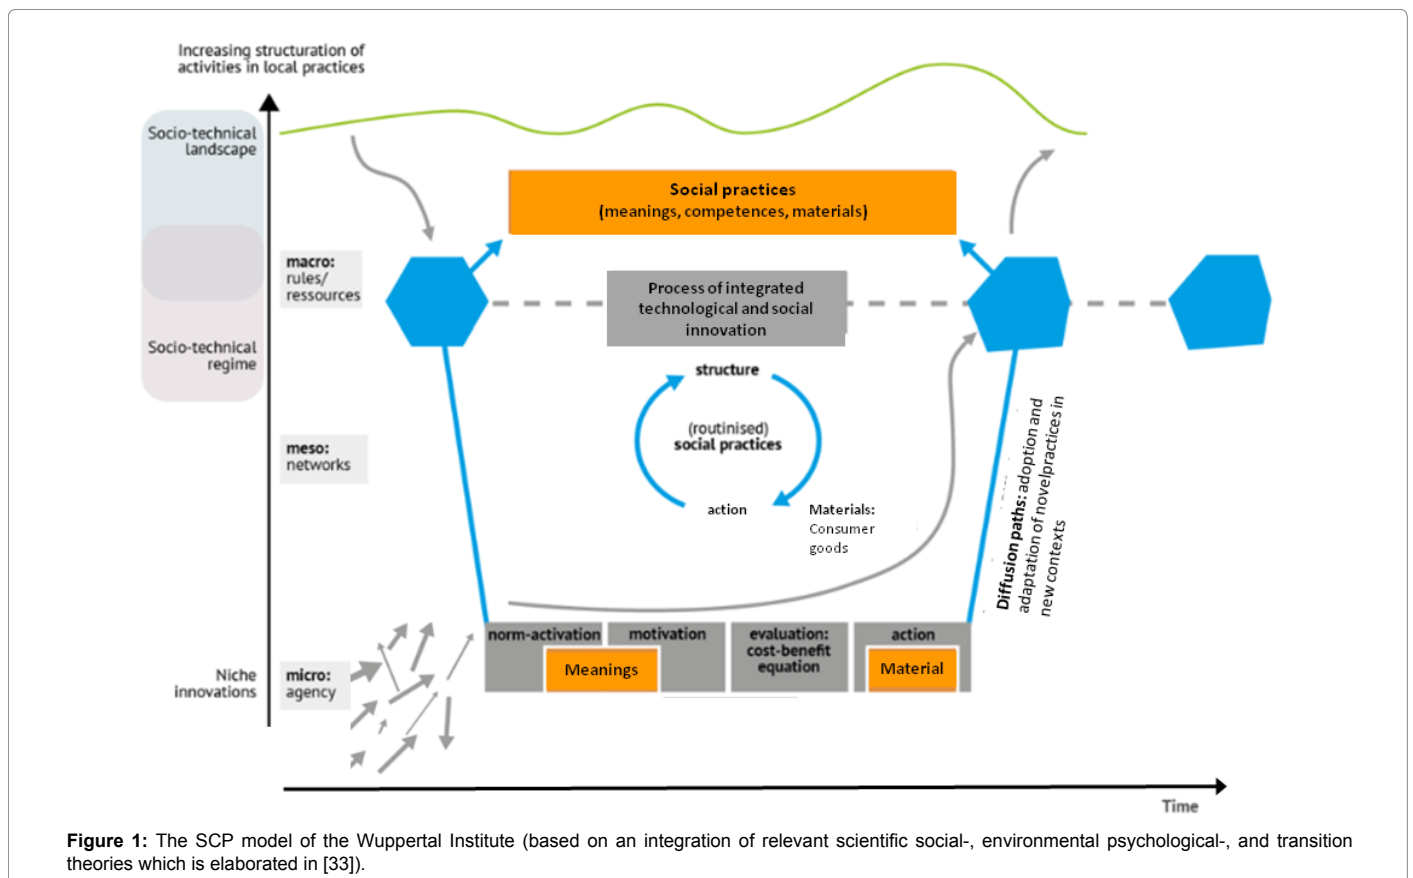 Increasing structuration of
activities in local practices
Socio-technical
landscape
Social practices
(meanings, competences, materials)
macro:
rules/
ressources
Process of integrated
technological and social
innovation
Socio-technical
regime
structure
(routinised)
social practices
meso:
networks
action
Materials:
Consumer
goods
Diffusion paths: adoption and
adaptation of novelpractices in
new contexts
norm-activation
motivation
evaluation:
cost-benefit
equation
action
Meanings
Material
Niche
innovations
micro:
agency
Time
Figure 1: The SCP model of the Wuppertal Institute (based on an integration of relevant scientific social-, environmental psychological-, and transition
theories which is elaborated in [33]).